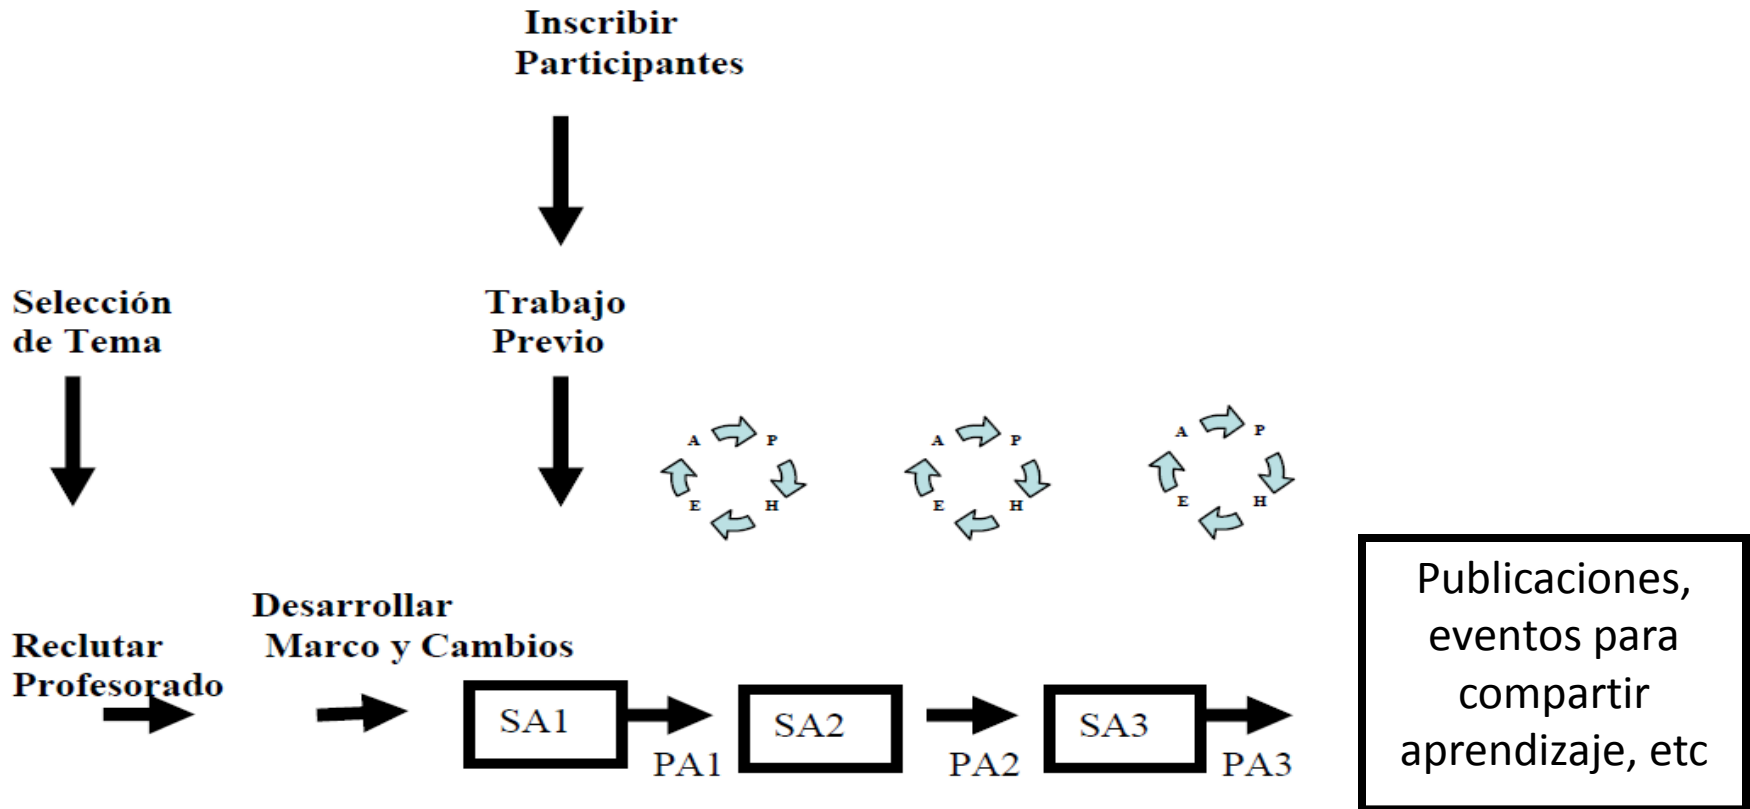 Inscribir
Participantes
Selección
de Tema
Trabajo
Previo
A P
E H
A P
E H
A P
E H
Reclutar
Profesorado
Desarrollar
Marco y Cambios
SA1
PA1
SA2
PA2
SA3
PA3
Publicaciones,
eventos para
compartir
aprendizaje, etc